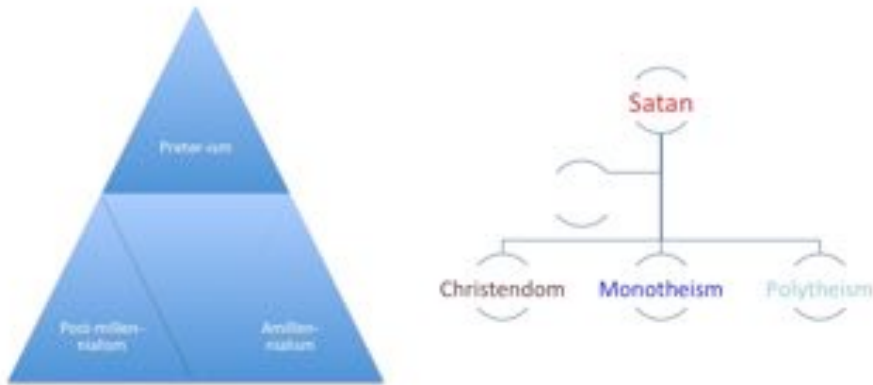 Preter-ism
Post-millen-
nialism
Amillen-
nialism
Satan
Christendom
Monotheism
Polytheism